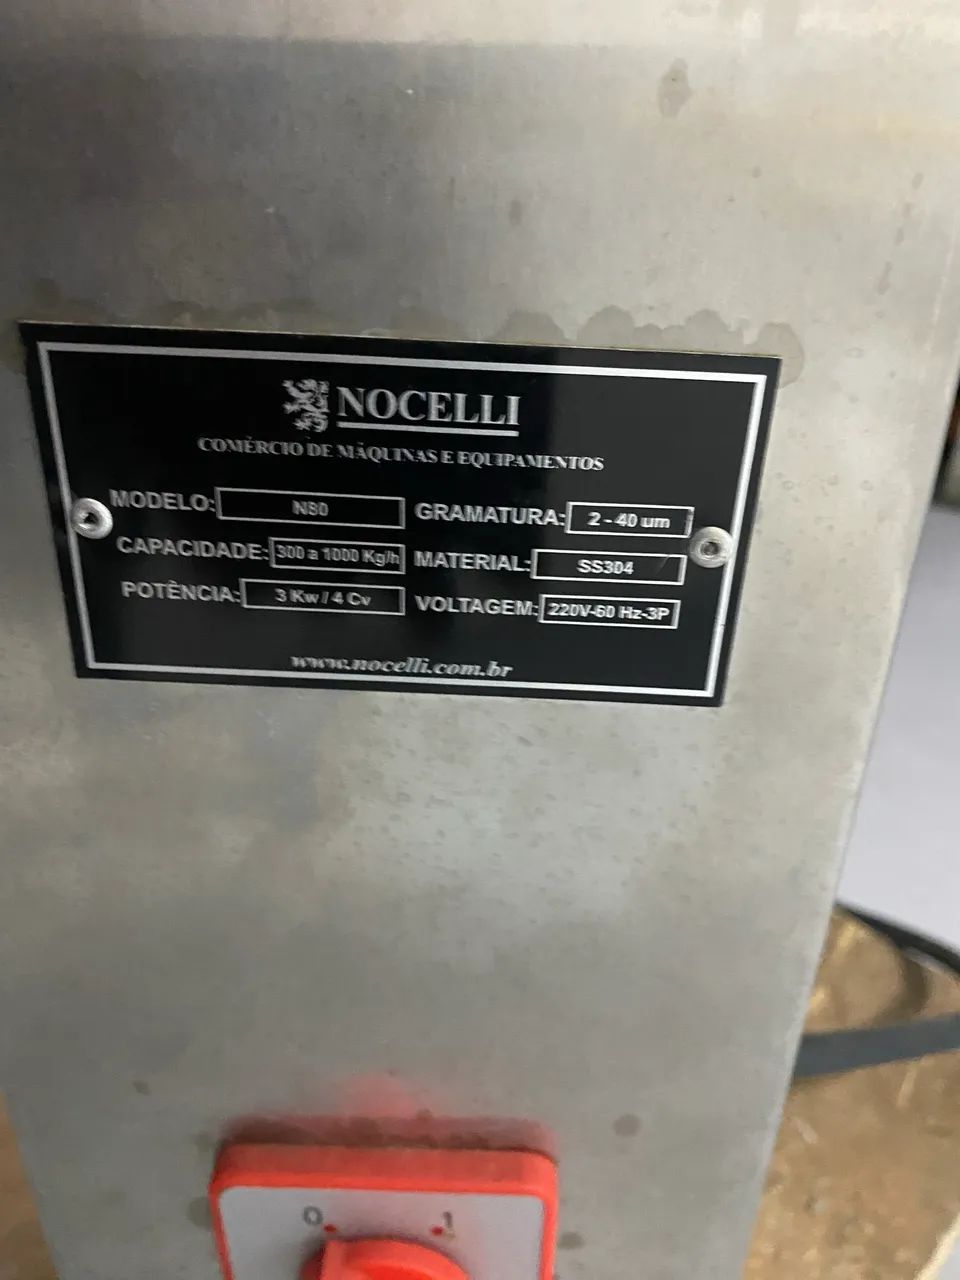 NOCELLI
COMÉRCIO DE MÁQUINAS E EQUIPAMENTOS
MODELO: N80 GRAMATURA: 2 - 40 um
CAPACIDADE: 300 a 1000 Kg/h MATERIAL: SS304
POTÊNCIA: 3 Kw / 4 Cv VOLTAGEM: 220V-60 Hz-3P
www.nocelli.com.br
0 1